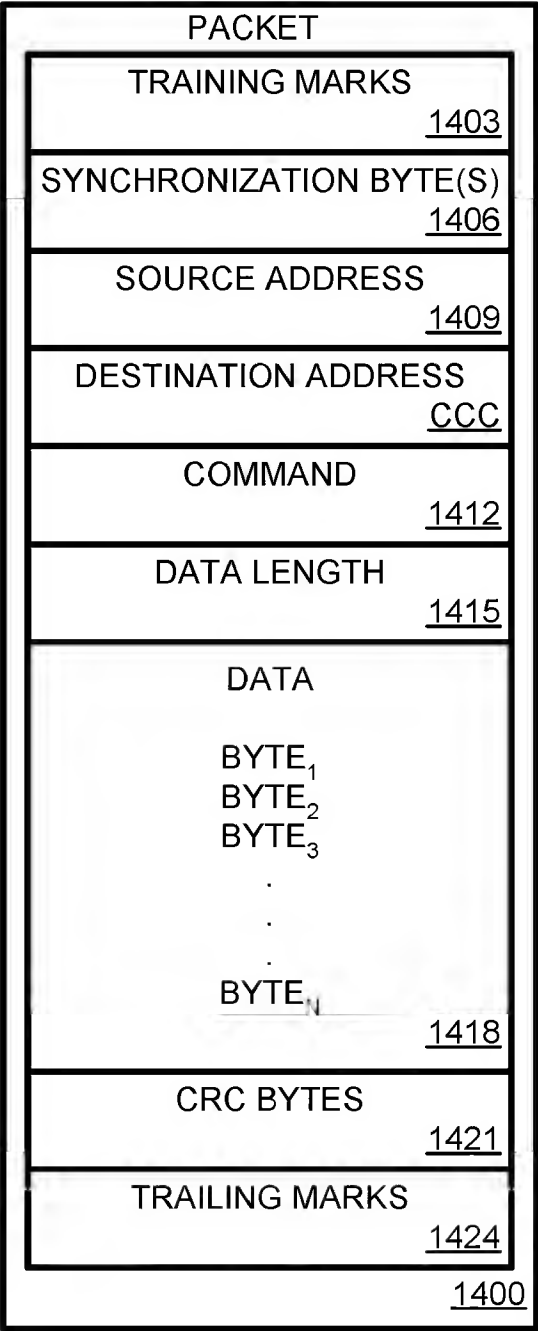 PACKET
TRAINING MARKS
1403
SYNCHRONIZATION BYTE(S)
1406
SOURCE ADDRESS
1409
DESTINATION ADDRESS
CCC
COMMAND
1412
DATA LENGTH
1415
DATA
BYTE₁
BYTE₂
BYTE₃
.
.
.
BYTE_N
1418
CRC BYTES
1421
TRAILING MARKS
1424
1400